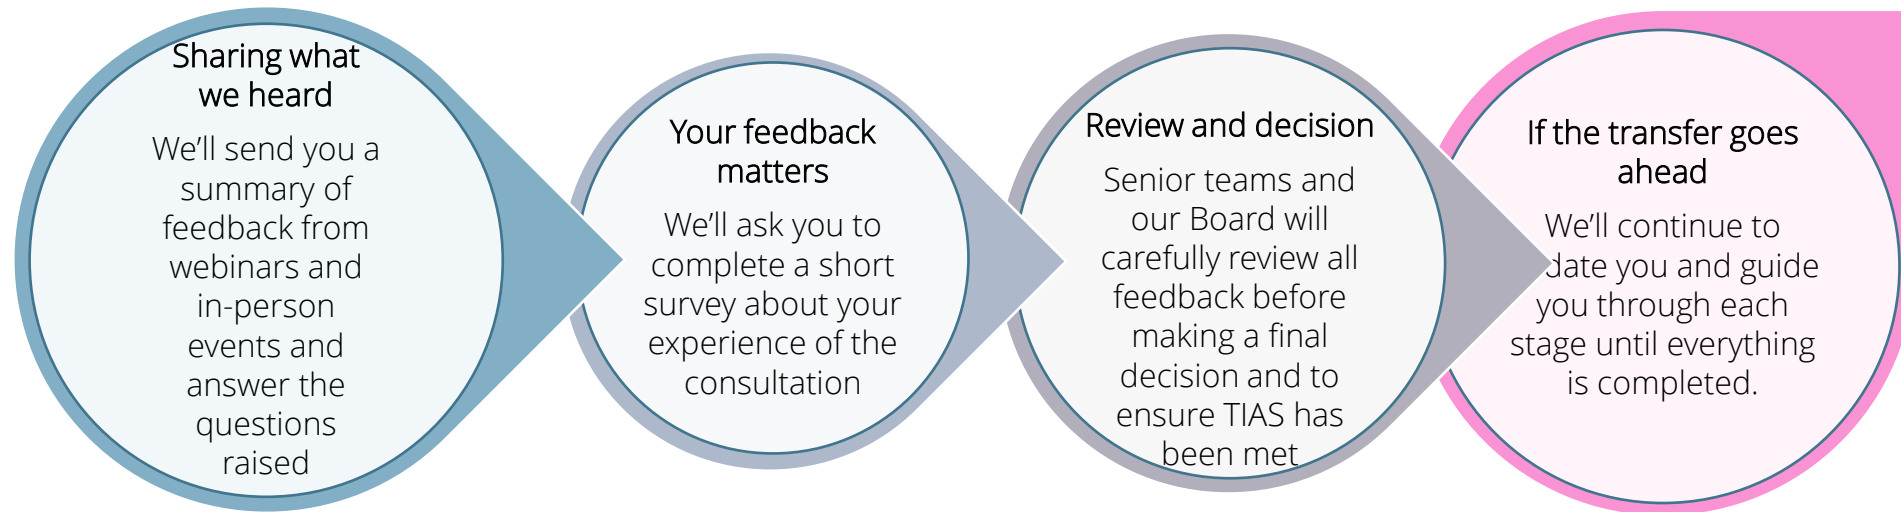 Sharing what
we heard
We'll send you a
summary of
feedback from
webinars and
in-person
events and
answer the
questions
raised
Your feedback
matters
We'll ask you to
complete a short
survey about your
experience of the
consultation
Review and decision
Senior teams and
our Board will
carefully review all
feedback before
making a final
decision and to
ensure TIAS has
been met
If the transfer goes
ahead
We'll continue to
date you and guide
you through each
stage until everything
is completed.